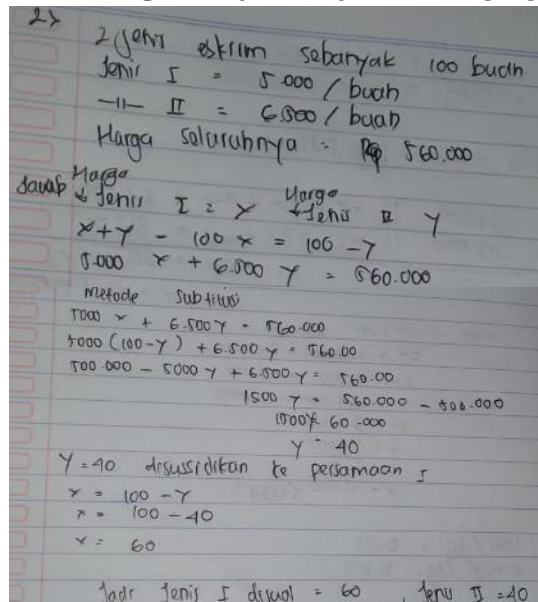 2>
2 jenis eskrim sebanyak 100 buah
Jenis I = 5.000 / buah
—11— II = 6.500 / buah
Harga seluruhnya = Rp 560.000
Jawab Harga Harga
↓ Jenis I = x ↓ Jenis II Y
x + y = 100 x = 100 - y
5.000 x + 6.500 y = 560.000
metode subtitusi
5000 x + 6.500 y = 560.000
5000 (100-y) + 6.500 y = 560.00
500.000 - 5000 y + 6.500 y = 560.00
1500 y = 560.000 - 500.000
1500 y = 60.000
y = 40
Y = 40 disussidikan ke persamaan I
x = 100 - y
x = 100 - 40
x = 60
Jadi Jenis I dijual = 60 , Jenis II = 40